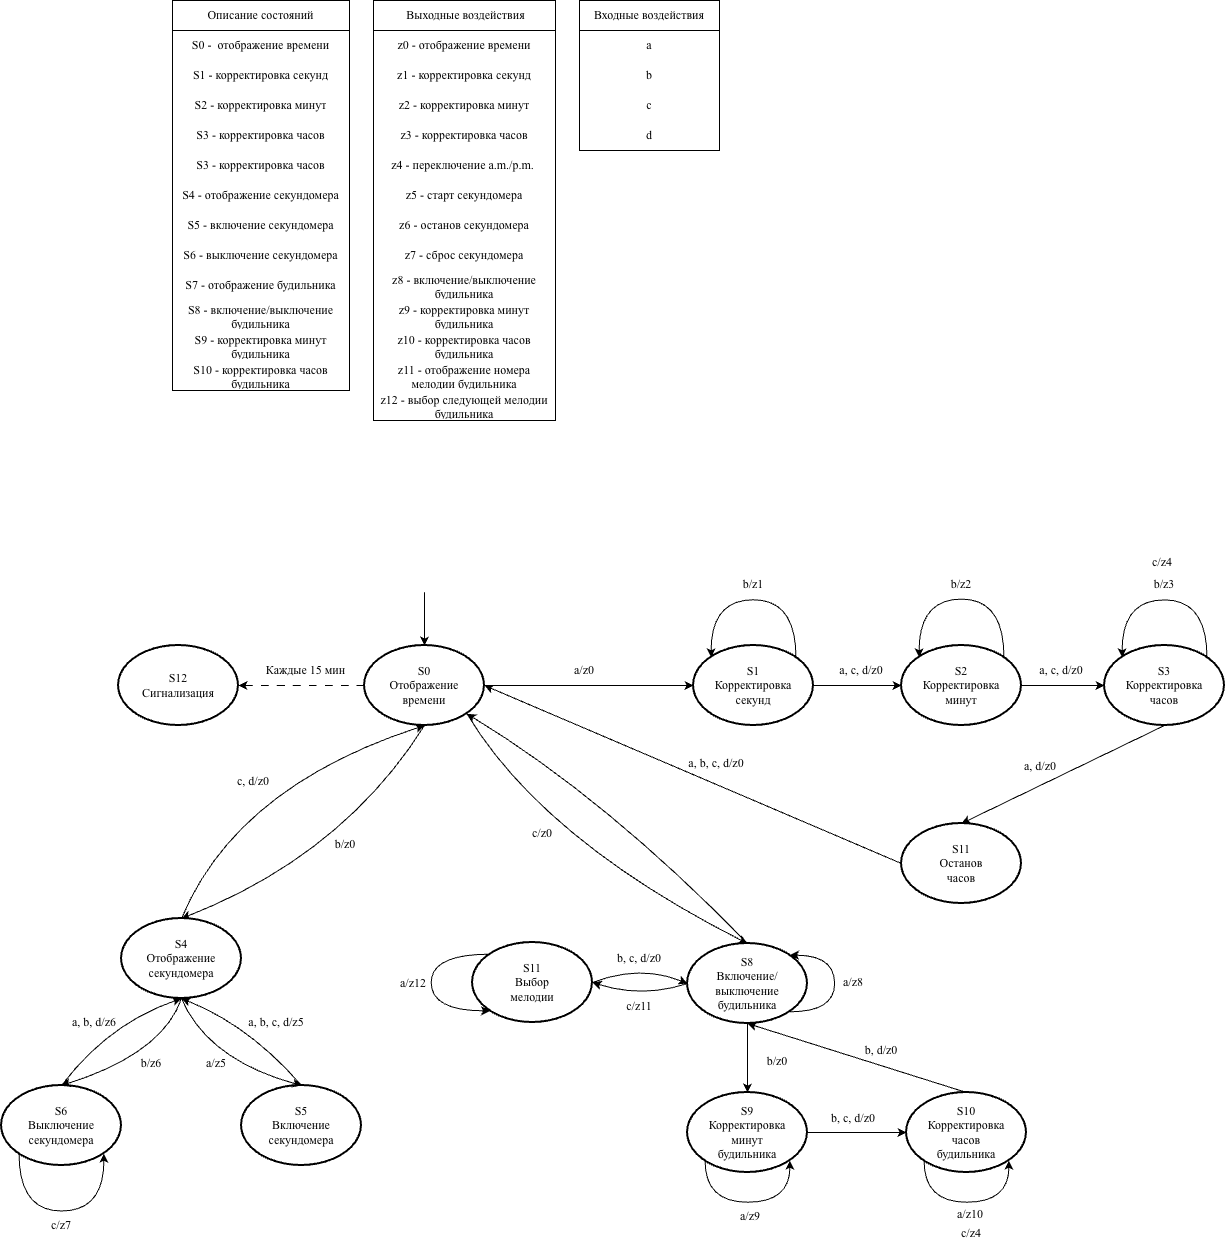 Описание состояний
S0 - отображение времени
S1 - корректировка секунд
S2 - корректировка минут
S3 - корректировка часов
S3 - корректировка часов
S4 - отображение секундомера
S5 - включение секундомера
S6 - выключение секундомера
S7 - отображение будильника
S8 - включение/выключение
будильника
S9 - корректировка минут
будильника
S10 - корректировка часов
будильника
Выходные воздействия
z0 - отображение времени
z1 - корректировка секунд
z2 - корректировка минут
z3 - корректировка часов
z4 - переключение a.m./p.m.
z5 - старт секундомера
z6 - останов секундомера
z7 - сброс секундомера
z8 - включение/выключение
будильника
z9 - корректировка минут
будильника
z10 - корректировка часов
будильника
z11 - отображение номера
мелодии будильника
z12 - выбор следующей мелодии
будильника
Входные воздействия
a
b
c
d
c/z4
b/z1
b/z2
b/z3
S12
Сигнализация
Каждые 15 мин
S0
Отображение
времени
a/z0
S1
Корректировка
секунд
a, c, d/z0
S2
Корректировка
минут
a, c, d/z0
S3
Корректировка
часов
c, d/z0
b/z0
c/z0
a, b, c, d/z0
a, d/z0
S11
Останов
часов
S4
Отображение
секундомера
a/z12
S11
Выбор
мелодии
b, c, d/z0
c/z11
S8
Включение/
выключение
будильника
a/z8
a, b, d/z6
b/z6
a/z5
a, b, c, d/z5
b/z0
b, d/z0
S6
Выключение
секундомера
S5
Включение
секундомера
S9
Корректировка
минут
будильника
b, c, d/z0
S10
Корректировка
часов
будильника
c/z7
a/z9
a/z10
c/z4